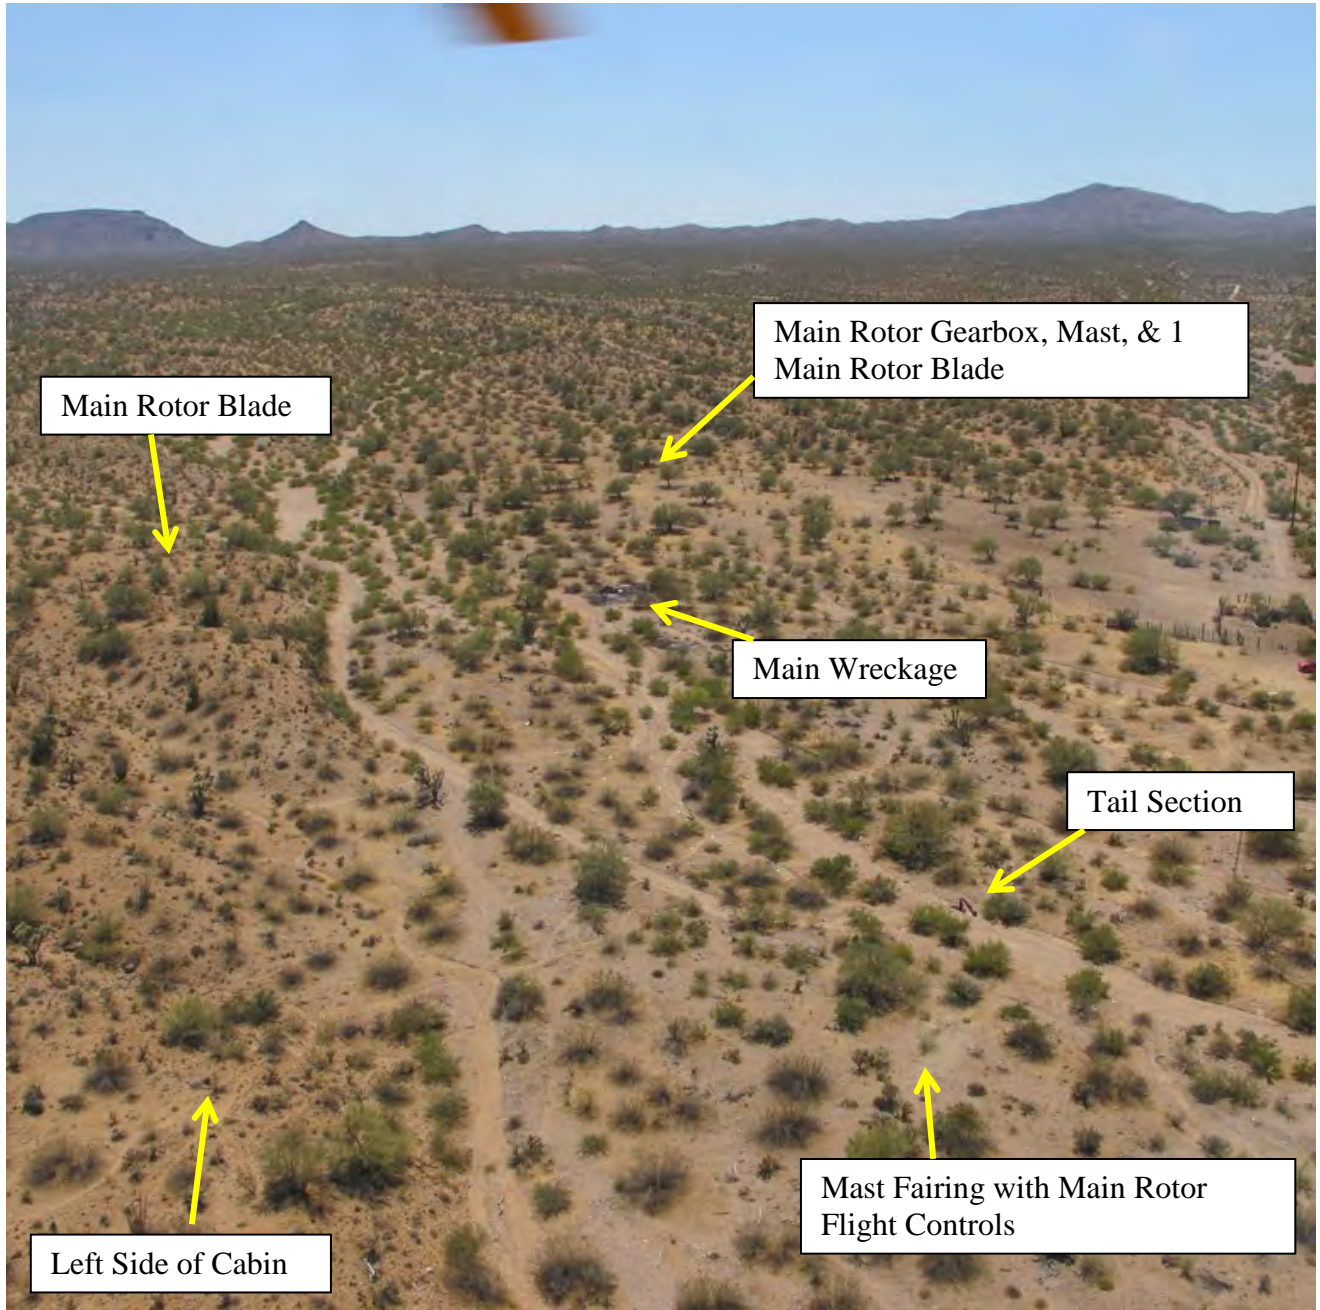 Main Rotor Gearbox, Mast, & 1
Main Rotor Blade
Main Rotor Blade
Main Wreckage
Tail Section
Mast Fairing with Main Rotor
Flight Controls
Left Side of Cabin